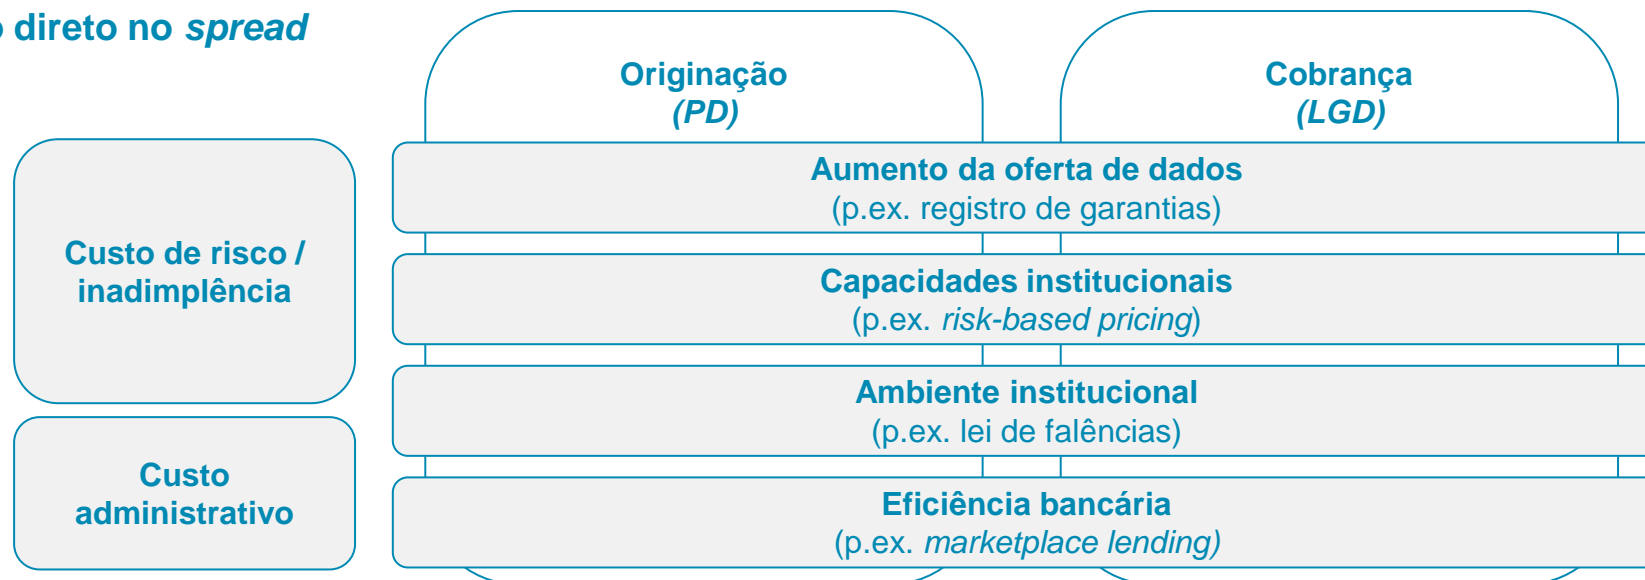 direto no spread
Originação
(PD)
Cobrança
(LGD)
Custo de risco /
inadimplência
Aumento da oferta de dados
(p.ex. registro de garantias)
Capacidades institucionais
(p.ex. risk-based pricing)
Ambiente institucional
(p.ex. lei de falências)
Custo
administrativo
Eficiência bancária
(p.ex. marketplace lending)